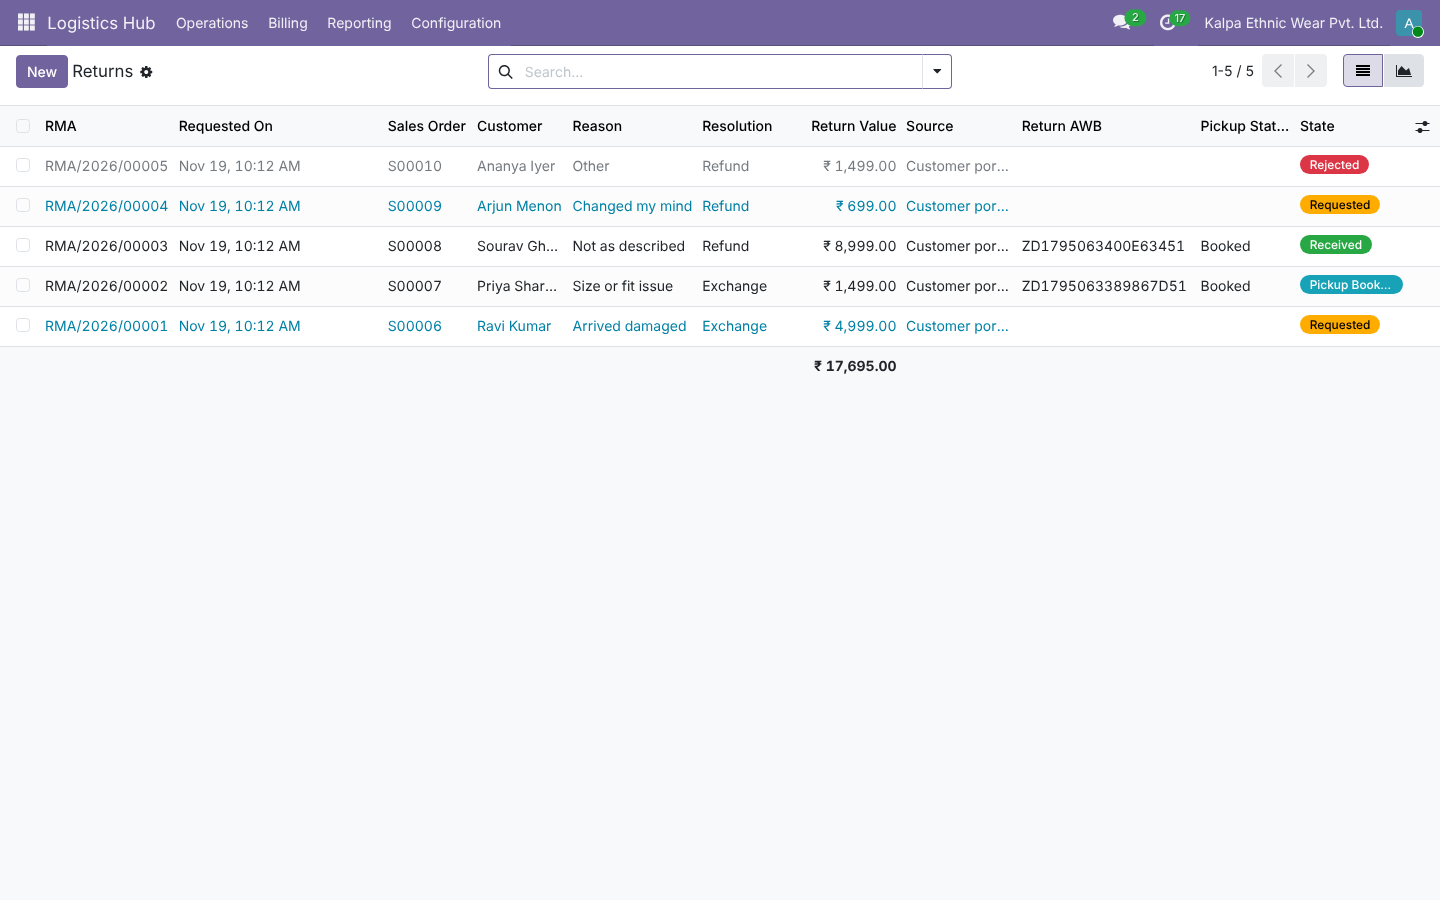 Logistics Hub Operations Billing Reporting Configuration 2 17 Kalpa Ethnic Wear Pvt. Ltd. A
New Returns Search... 1-5 / 5
RMA Requested On Sales Order Customer Reason Resolution Return Value Source Return AWB Pickup Stat... State
RMA/2026/00005 Nov 19, 10:12 AM S00010 Ananya Iyer Other Refund ₹ 1,499.00 Customer por... Rejected
RMA/2026/00004 Nov 19, 10:12 AM S00009 Arjun Menon Changed my mind Refund ₹ 699.00 Customer por... Requested
RMA/2026/00003 Nov 19, 10:12 AM S00008 Sourav Gh... Not as described Refund ₹ 8,999.00 Customer por... ZD1795063400E63451 Booked Received
RMA/2026/00002 Nov 19, 10:12 AM S00007 Priya Shar... Size or fit issue Exchange ₹ 1,499.00 Customer por... ZD1795063389867D51 Booked Pickup Book...
RMA/2026/00001 Nov 19, 10:12 AM S00006 Ravi Kumar Arrived damaged Exchange ₹ 4,999.00 Customer por... Requested
₹ 17,695.00